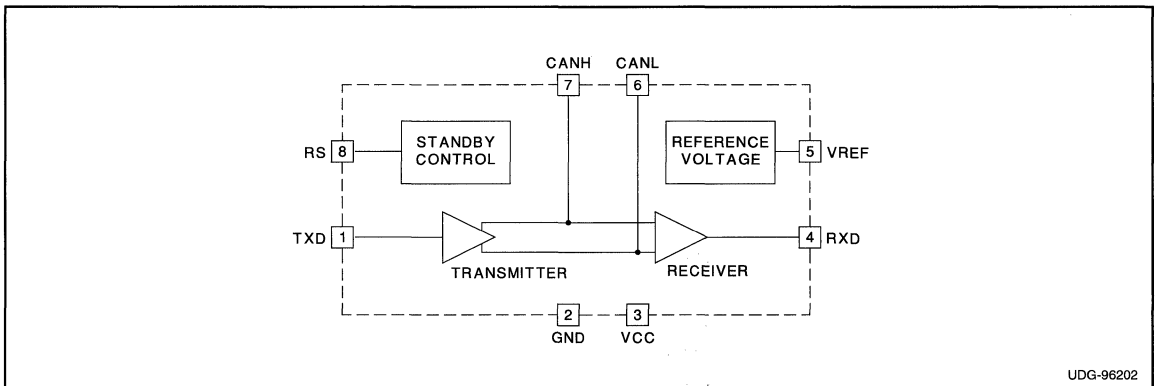 CANH CANL
7 6
STANDBY
CONTROL
REFERENCE
VOLTAGE
RS 8
5 VREF
TXD 1
4 RXD
TRANSMITTER
RECEIVER
2 3
GND VCC
UDG-96202